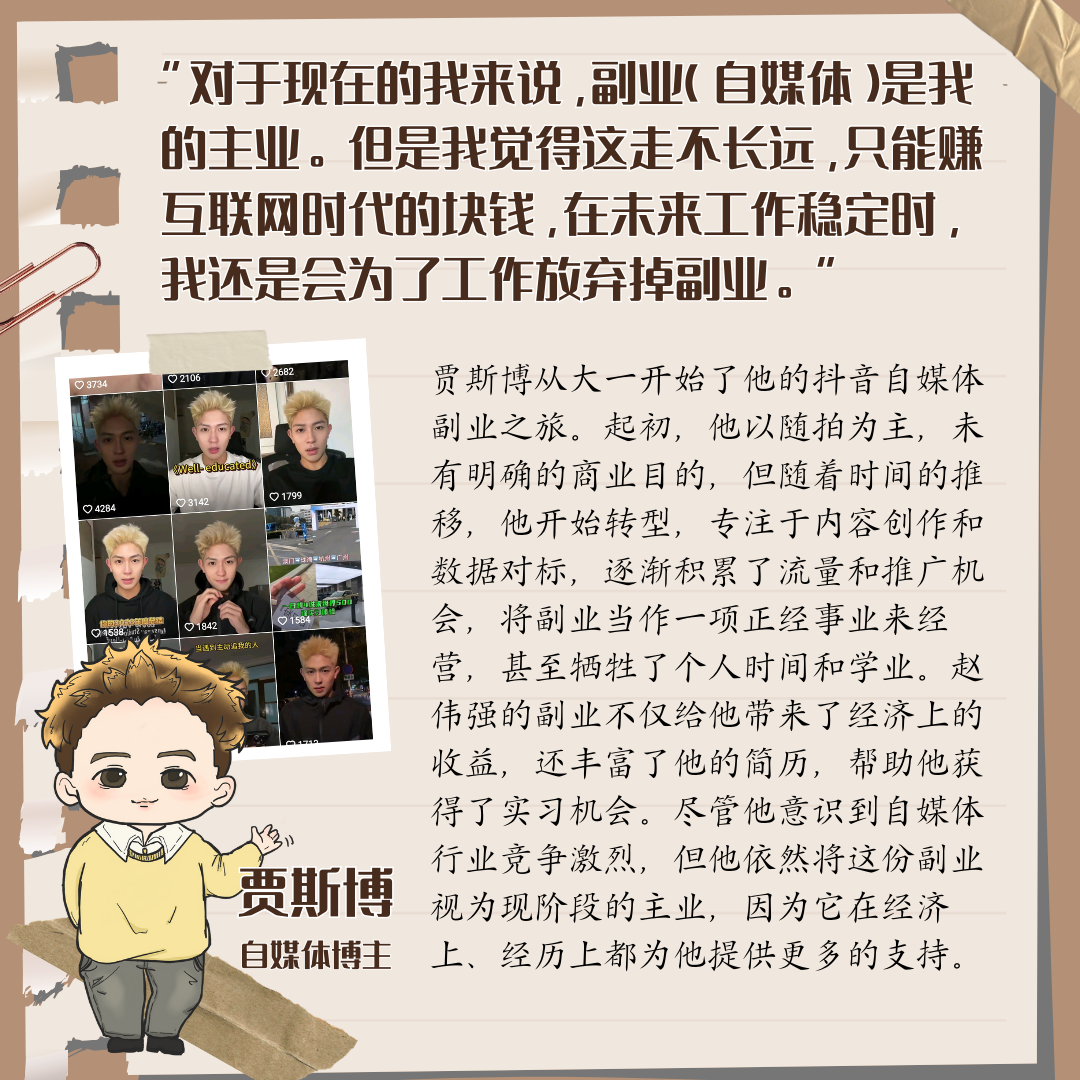 “对于现在的我来说,副业(自媒体)是我
的主业。但是我觉得这走不长远,只能赚
互联网时代的块钱,在未来工作稳定时,
我还是会为了工作放弃掉副业。”
3734
2106
2682
《Well- educated》
4284
3142
1799
1538
1842
1584
当遇到主动追我的人
1713
贾斯博从大一开始了他的抖音自媒体
副业之旅。起初，他以随拍为主，未
有明确的商业目的，但随着时间的推
移，他开始转型，专注于内容创作和
数据对标，逐渐积累了流量和推广机
会，将副业当作一项正经事业来经
营，甚至牺牲了个人时间和学业。赵
伟强的副业不仅给他带来了经济上的
收益，还丰富了他的简历，帮助他获
得了实习机会。尽管他意识到自媒体
行业竞争激烈，但他依然将这份副业
视为现阶段的主业，因为它在经济
上、经历上都为他提供更多的支持。
贾斯博
自媒体博主